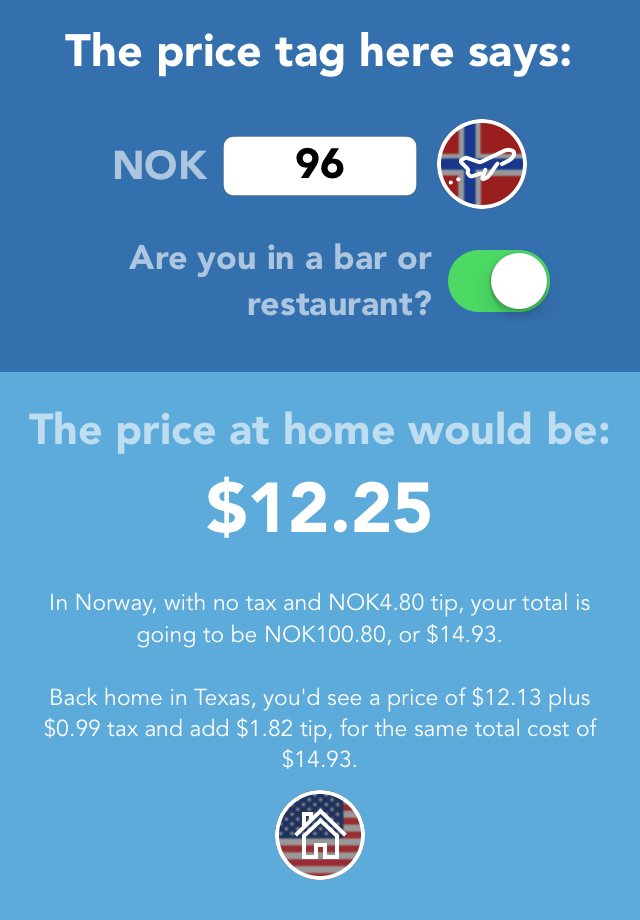 The price tag here says:
NOK 96
Are you in a bar or
restaurant?
The price at home would be:
$12.25
In Norway, with no tax and NOK4.80 tip, your total is
going to be NOK100.80, or $14.93.
Back home in Texas, you'd see a price of $12.13 plus
$0.99 tax and add $1.82 tip, for the same total cost of
$14.93.